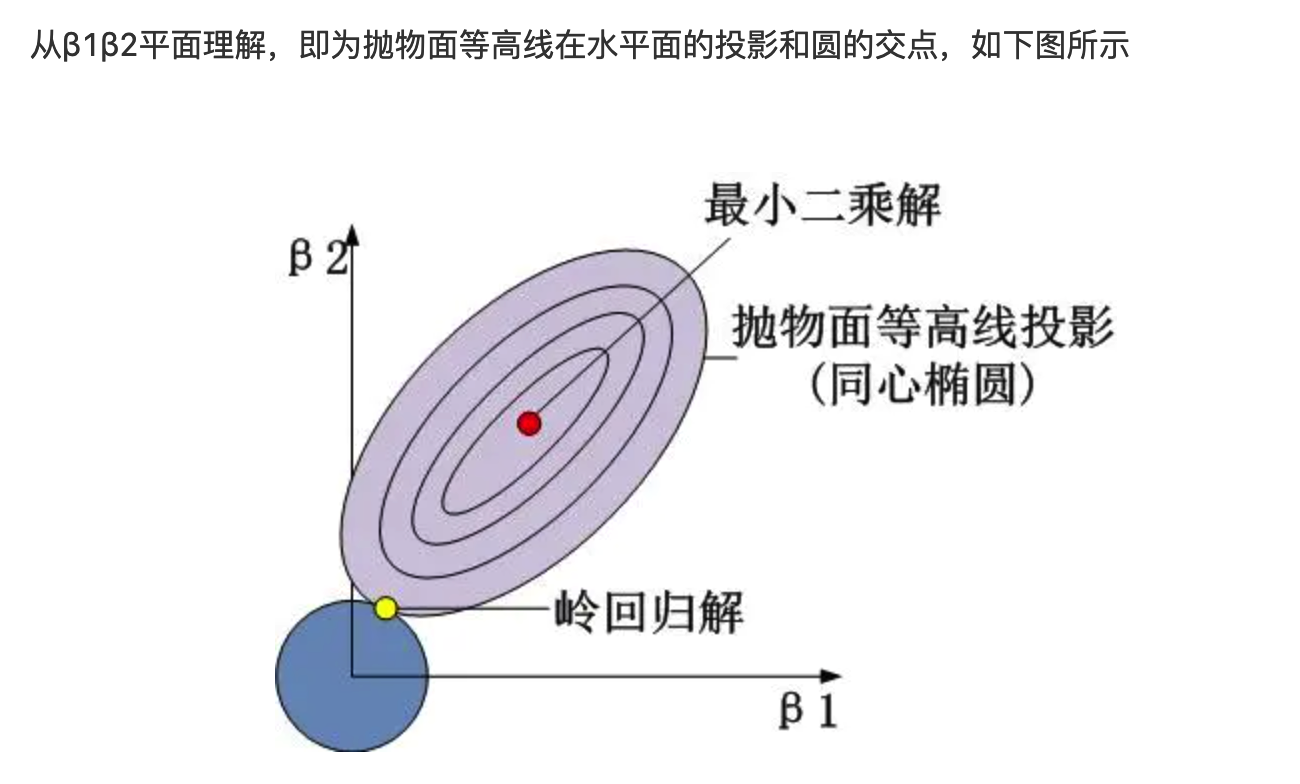 从β1β2平面理解，即为抛物面等高线在水平面的投影和圆的交点，如下图所示
最小二乘解
β 2
抛物面等高线投影
(同心椭圆)
岭回归解
β 1